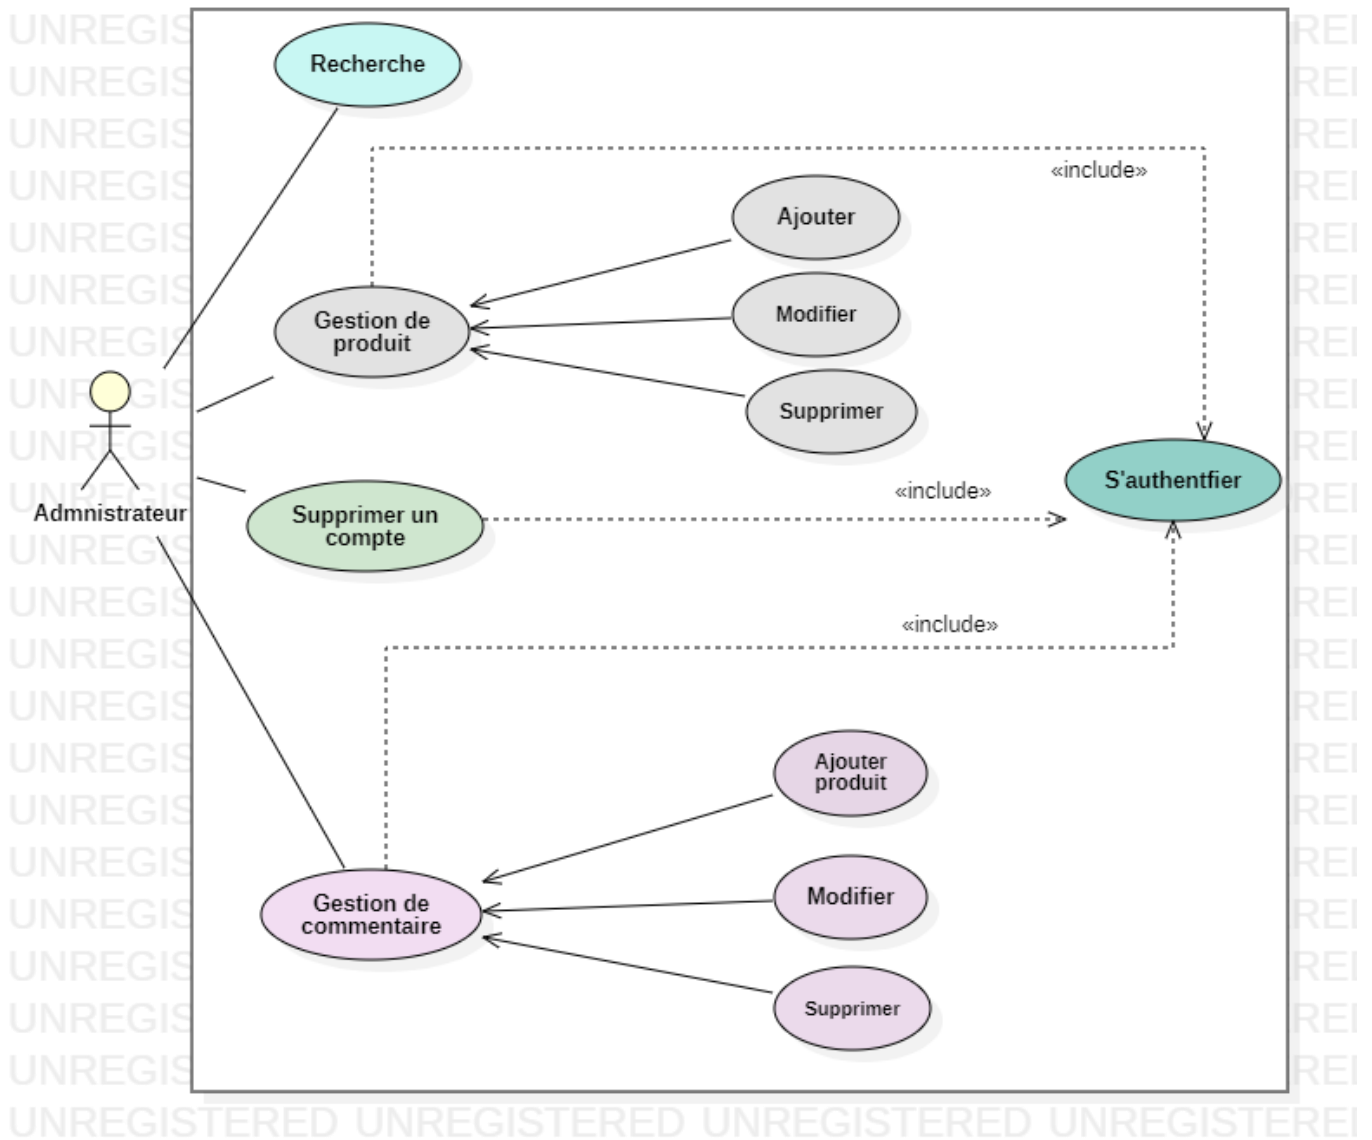 Recherche
«include»
Ajouter
Modifier
Gestion de
produit
Supprimer
S'authentfier
«include»
Admnistrateur
Supprimer un
compte
«include»
Ajouter
produit
Modifier
Gestion de
commentaire
Supprimer
UNREGISTERED UNREGISTERED UNREGISTERED UNREGISTEREI